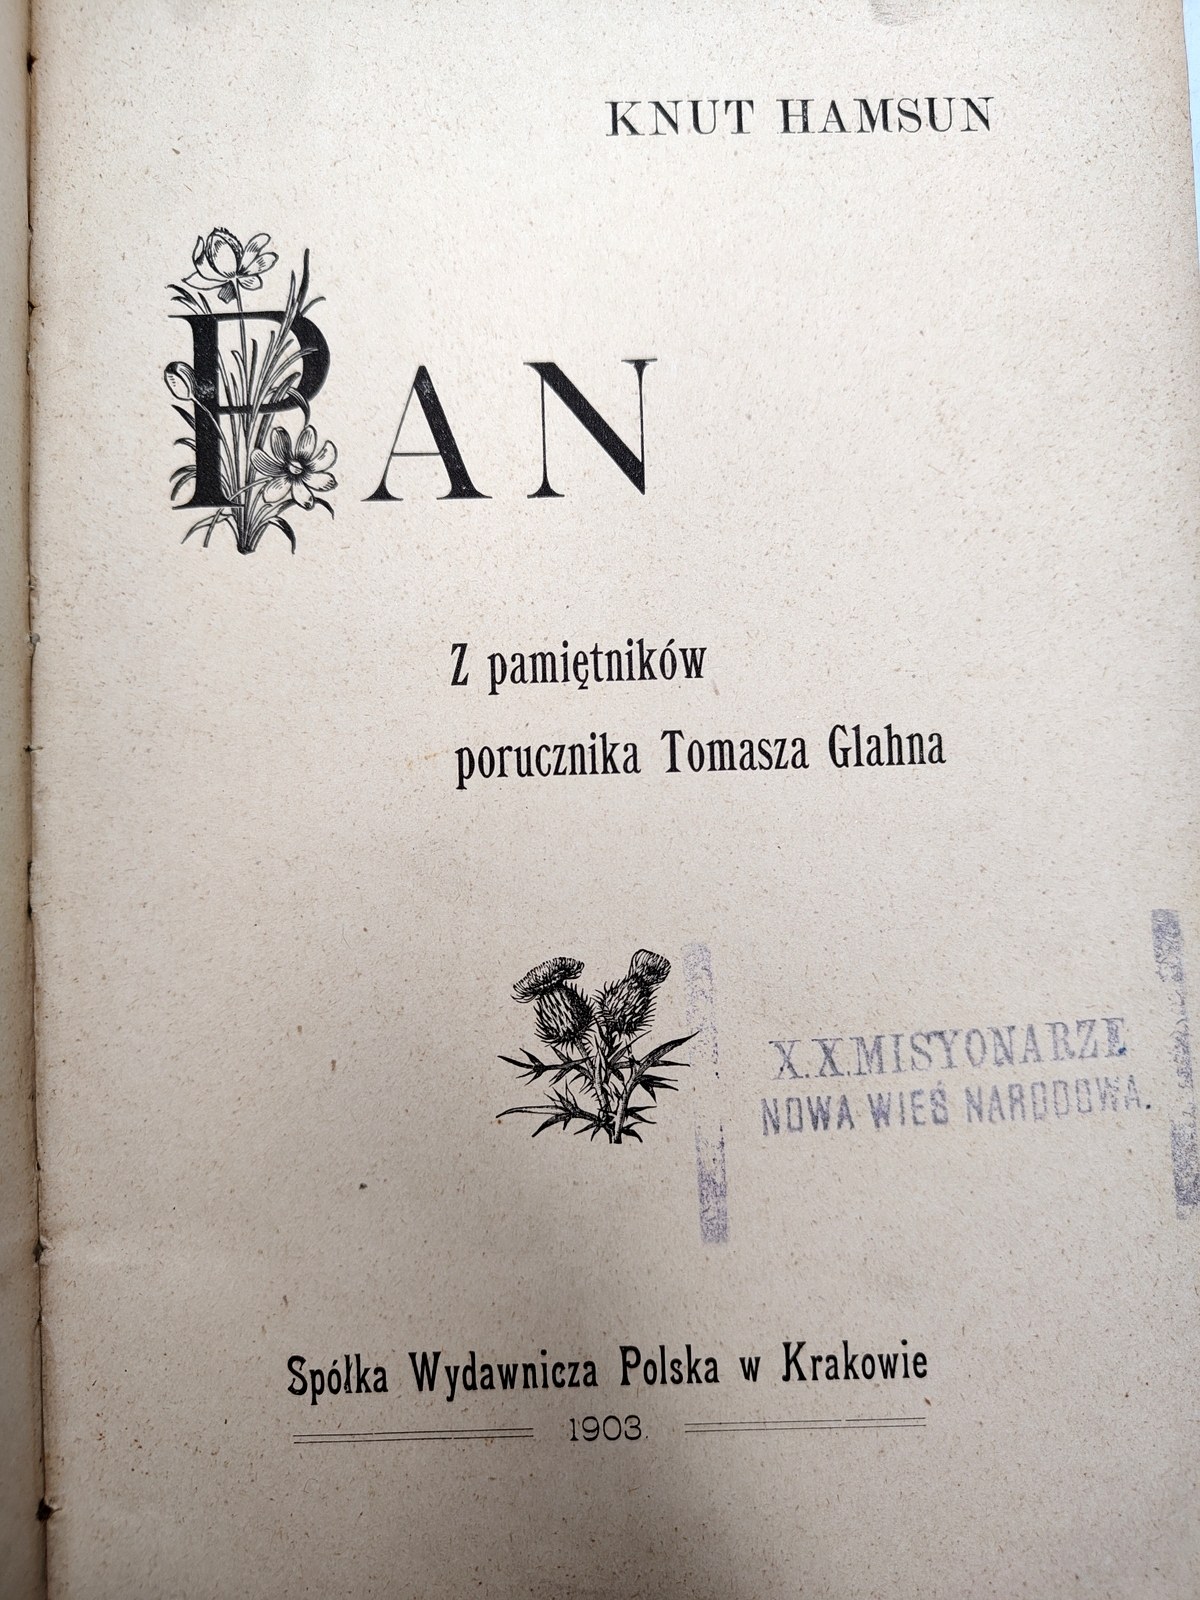 KNUT HAMSUN
PAN
Z pamiętników
porucznika Tomasza Glahna
X.X.MISYONARZE
NOWA WIEŚ NARODOWA.
Spółka Wydawnicza Polska w Krakowie
1903.